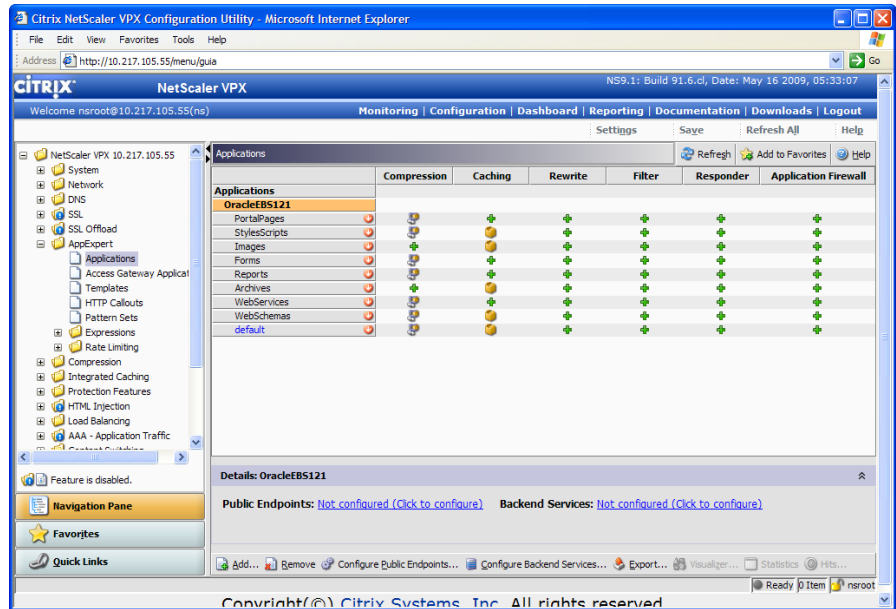 Citrix NetScaler VPX Configuration Utility - Microsoft Internet Explorer
File Edit View Favorites Tools Help
Address http://10.217.105.55/menu/guia Go
CİTRIX NetScaler VPX NS9.1: Build 91.6.cl, Date: May 16 2009, 05:33:07
Welcome nsroot@10.217.105.55(ns) Monitoring | Configuration | Dashboard | Reporting | Documentation | Downloads | Logout
Settings Save Refresh All Help
NetScaler VPX 10.217.105.55
System
Network
DNS
SSL
SSL Offload
AppExpert
Applications
Access Gateway Applicat
Templates
HTTP Callouts
Pattern Sets
Expressions
Rate Limiting
Compression
Integrated Caching
Protection Features
HTML Injection
Load Balancing
AAA - Application Traffic
Content Switching
Feature is disabled.
Navigation Pane
Favorites
Quick Links
Applications Refresh Add to Favorites Help
Compression Caching Rewrite Filter Responder Application Firewall
Applications
OracleEBS121
PortalPages
StylesScripts
Images
Forms
Reports
Archives
WebServices
WebSchemas
default
Details: OracleEBS121
Public Endpoints: Not configured (Click to configure) Backend Services: Not configured (Click to configure)
Add... Remove Configure Public Endpoints... Configure Backend Services... Export... Visualizer... Statistics Hits...
Ready 0 Item nsroot
Copyright(©) Citrix Systems, Inc. All rights reserved